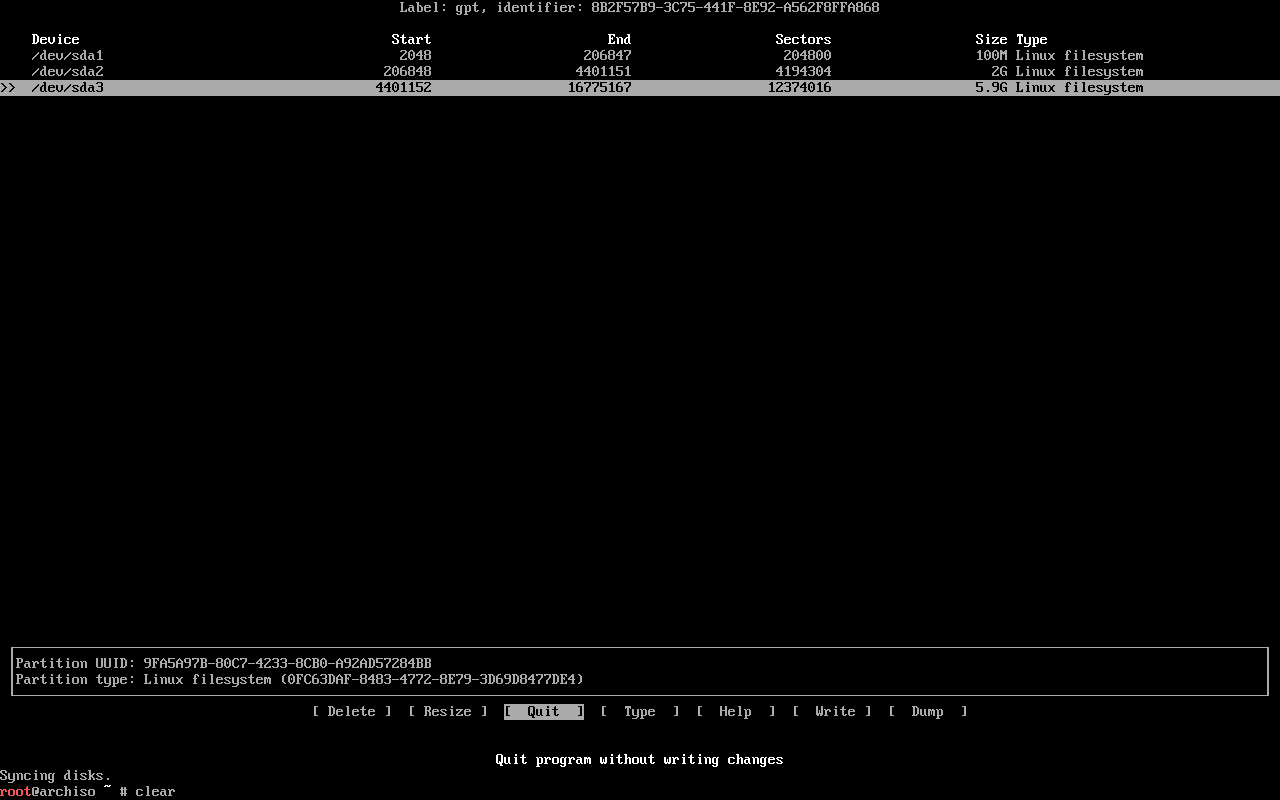 Label: gpt, identifier: 8B2F57B9-3C75-441F-8E92-A562F8FFA868
Device Start End Sectors Size Type
/dev/sda1 2048 206847 204800 100M Linux filesystem
/dev/sda2 206848 4401151 4194304 2G Linux filesystem
>> /dev/sda3 4401152 16775167 12374016 5.9G Linux filesystem
Partition UUID: 9FA5A97B-80C7-4233-8CB0-A92AD57284BB
Partition type: Linux filesystem (0FC63DAF-8483-4772-8E79-3D69D8477DE4)
[ Delete ] [ Resize ] [ Quit ] [ Type ] [ Help ] [ Write ] [ Dump ]
Quit program without writing changes
Syncing disks.
root@archiso ~ # clear